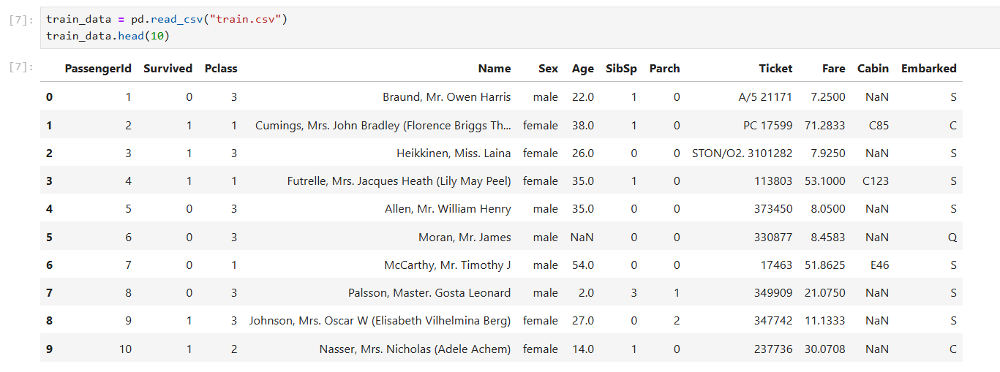 [7]: train_data = pd.read_csv("train.csv")
train_data.head(10)
[7]: PassengerId Survived Pclass Name Sex Age SibSp Parch Ticket Fare Cabin Embarked
0 1 0 3 Braund, Mr. Owen Harris male 22.0 1 0 A/5 21171 7.2500 NaN S
1 2 1 1 Cumings, Mrs. John Bradley (Florence Briggs Th... female 38.0 1 0 PC 17599 71.2833 C85 C
2 3 1 3 Heikkinen, Miss. Laina female 26.0 0 0 STON/O2. 3101282 7.9250 NaN S
3 4 1 1 Futrelle, Mrs. Jacques Heath (Lily May Peel) female 35.0 1 0 113803 53.1000 C123 S
4 5 0 3 Allen, Mr. William Henry male 35.0 0 0 373450 8.0500 NaN S
5 6 0 3 Moran, Mr. James male NaN 0 0 330877 8.4583 NaN Q
6 7 0 1 McCarthy, Mr. Timothy J male 54.0 0 0 17463 51.8625 E46 S
7 8 0 3 Palsson, Master. Gosta Leonard male 2.0 3 1 349909 21.0750 NaN S
8 9 1 3 Johnson, Mrs. Oscar W (Elisabeth Vilhelmina Berg) female 27.0 0 2 347742 11.1333 NaN S
9 10 1 2 Nasser, Mrs. Nicholas (Adele Achem) female 14.0 1 0 237736 30.0708 NaN C